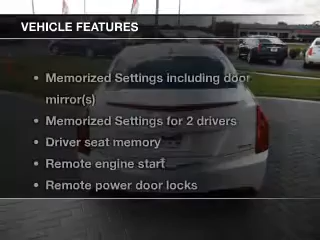 VEHICLE FEATURES
• Memorized Settings including door
mirror(s)
• Memorized Settings for 2 drivers
• Driver seat memory
• Remote engine start
• Remote power door locks